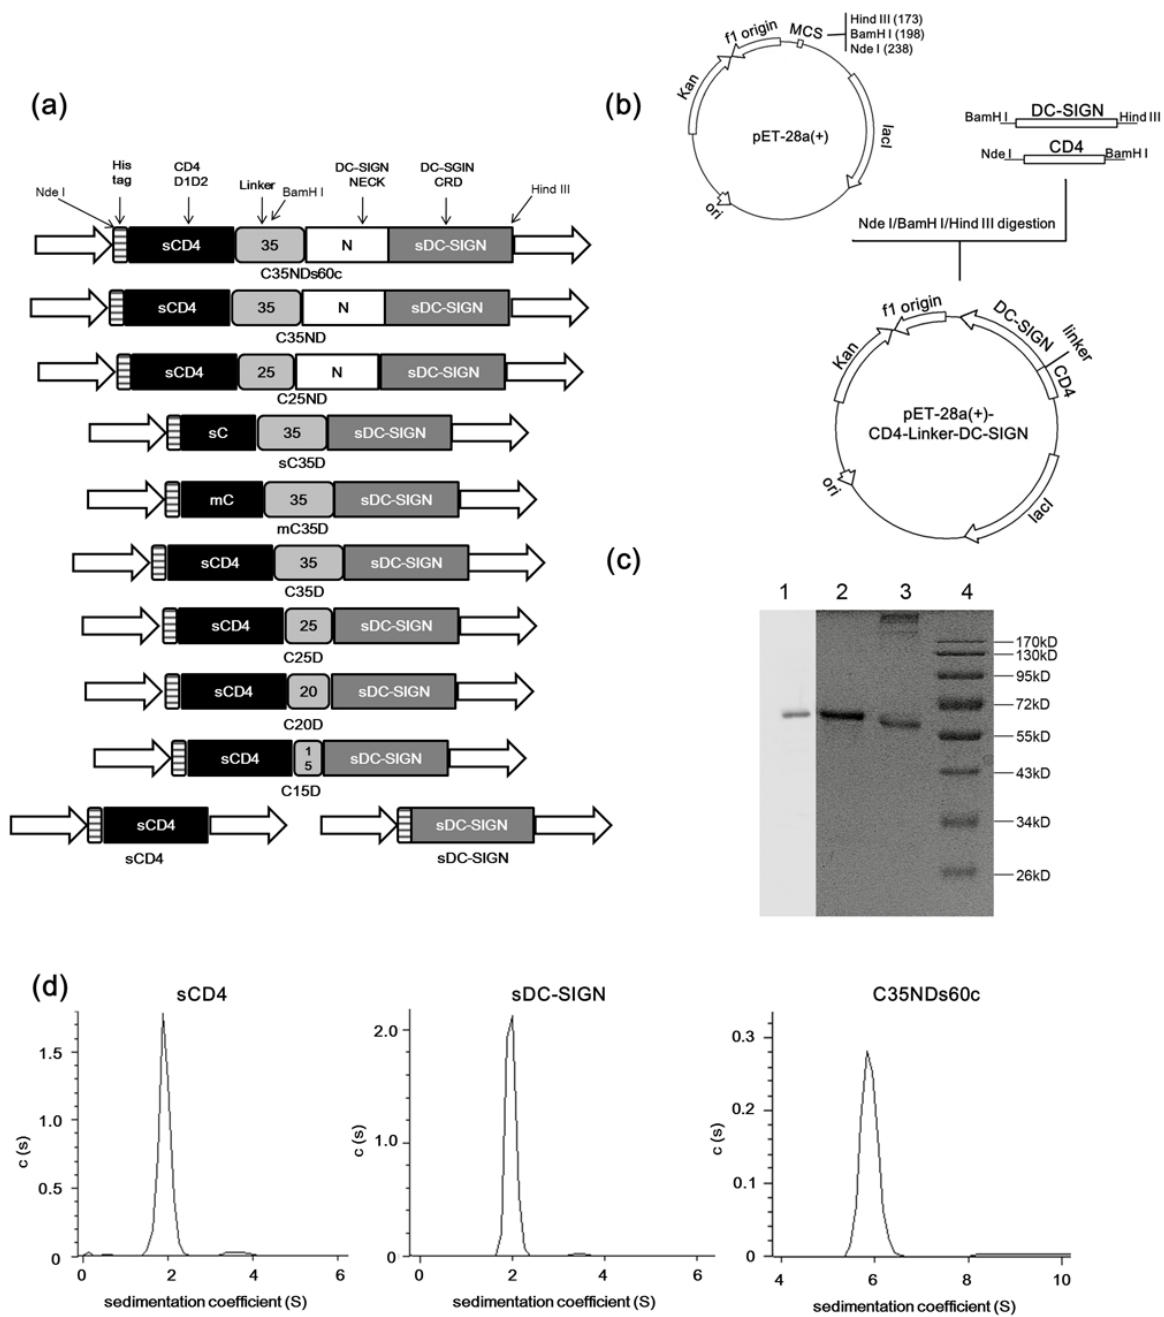 (a)
His
tag
CD4
D1D2
DC-SIGN
NECK
DC-SGIN
CRD
Nde I
Linker
BamH I
Hind III
sCD4
35
N
sDC-SIGN
C35NDs60c
sCD4
35
N
sDC-SIGN
C35ND
sCD4
25
N
sDC-SIGN
C25ND
sC
35
sDC-SIGN
sC35D
mC
35
sDC-SIGN
mC35D
sCD4
35
sDC-SIGN
C35D
sCD4
25
sDC-SIGN
C25D
sCD4
20
sDC-SIGN
C20D
sCD4
1
5
sDC-SIGN
C15D
sCD4
sCD4
sDC-SIGN
sDC-SIGN
(b)
f1 origin
MCS
Hind III (173)
BamH I (198)
Nde I (238)
Kan
lacI
pET-28a(+)
ori
BamH I
DC-SIGN
Hind III
Nde I
CD4
BamH I
Nde I/BamH I/Hind III digestion
f1 origin
DC-SIGN
linker
CD4
Kan
pET-28a(+)-
CD4-Linker-DC-SIGN
ori
lacI
(c)
1 2 3 4
170kD
130kD
95kD
72kD
55kD
43kD
34kD
26kD
(d)
sCD4
c (s)
1.5
1.0
0.5
0
0 2 4 6
sedimentation coefficient (S)
sDC-SIGN
c (s)
2.0
1.0
0
0 2 4 6
sedimentation coefficient (S)
C35NDs60c
c (s)
0.3
0.2
0.1
0
4 6 8 10
sedimentation coefficient (S)